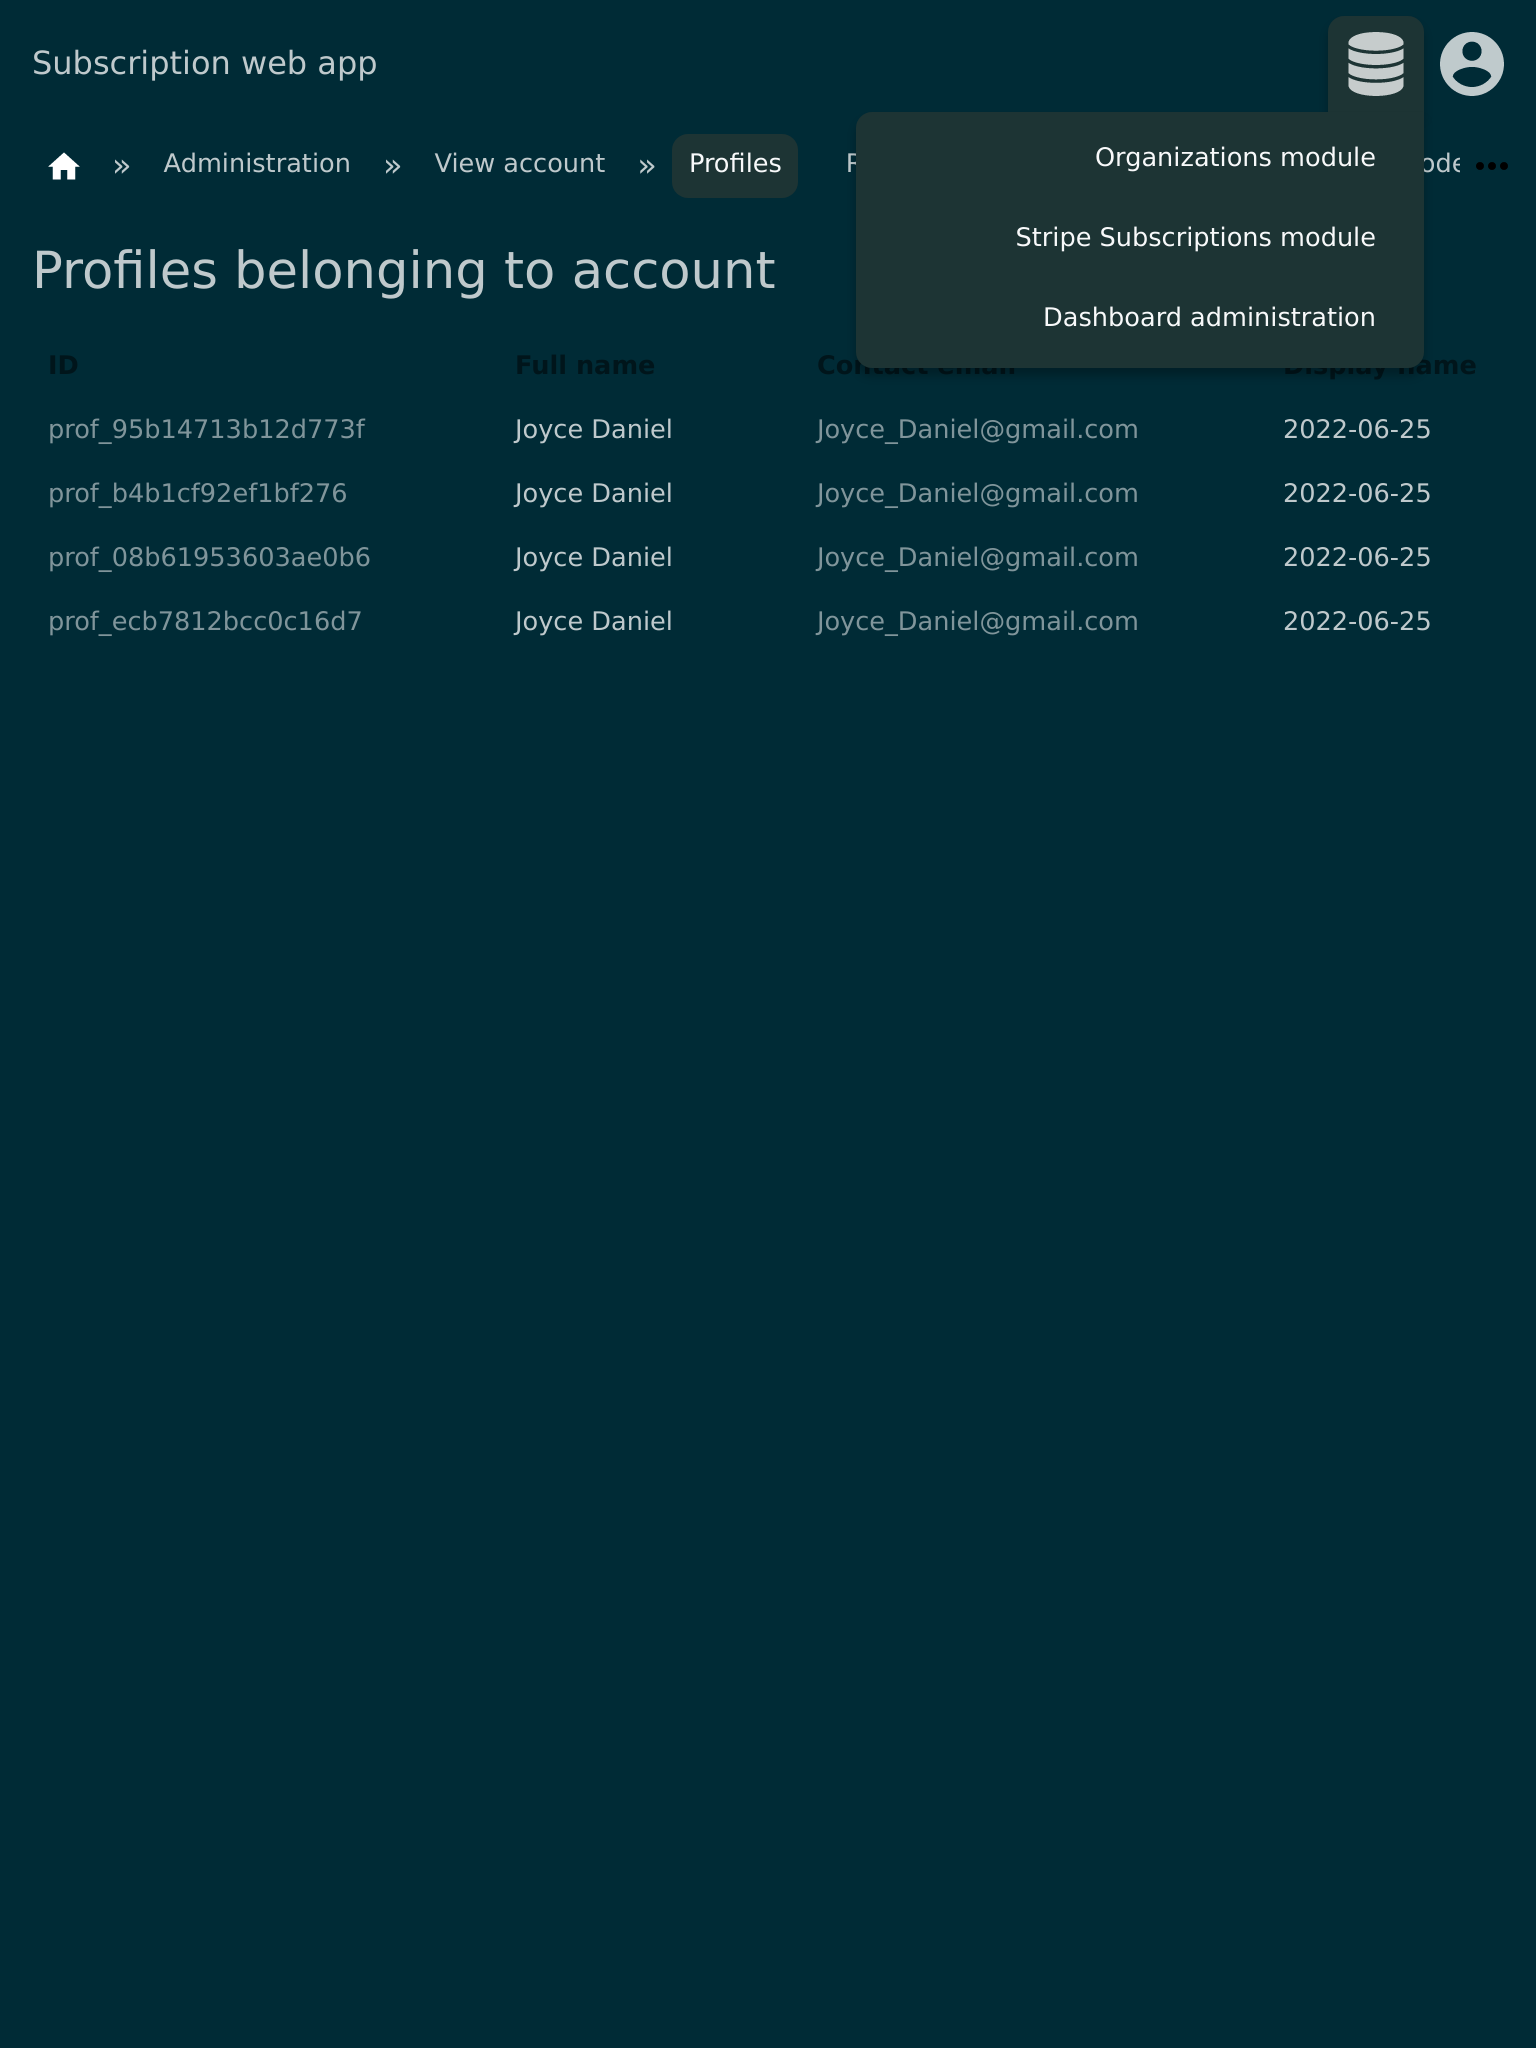 Subscription web app
» Administration » View account » Profiles
Organizations module
Stripe Subscriptions module
Dashboard administration
Profiles belonging to account
ID Full name Contact email Display name
prof_95b14713b12d773f Joyce Daniel Joyce_Daniel@gmail.com 2022-06-25
prof_b4b1cf92ef1bf276 Joyce Daniel Joyce_Daniel@gmail.com 2022-06-25
prof_08b61953603ae0b6 Joyce Daniel Joyce_Daniel@gmail.com 2022-06-25
prof_ecb7812bcc0c16d7 Joyce Daniel Joyce_Daniel@gmail.com 2022-06-25